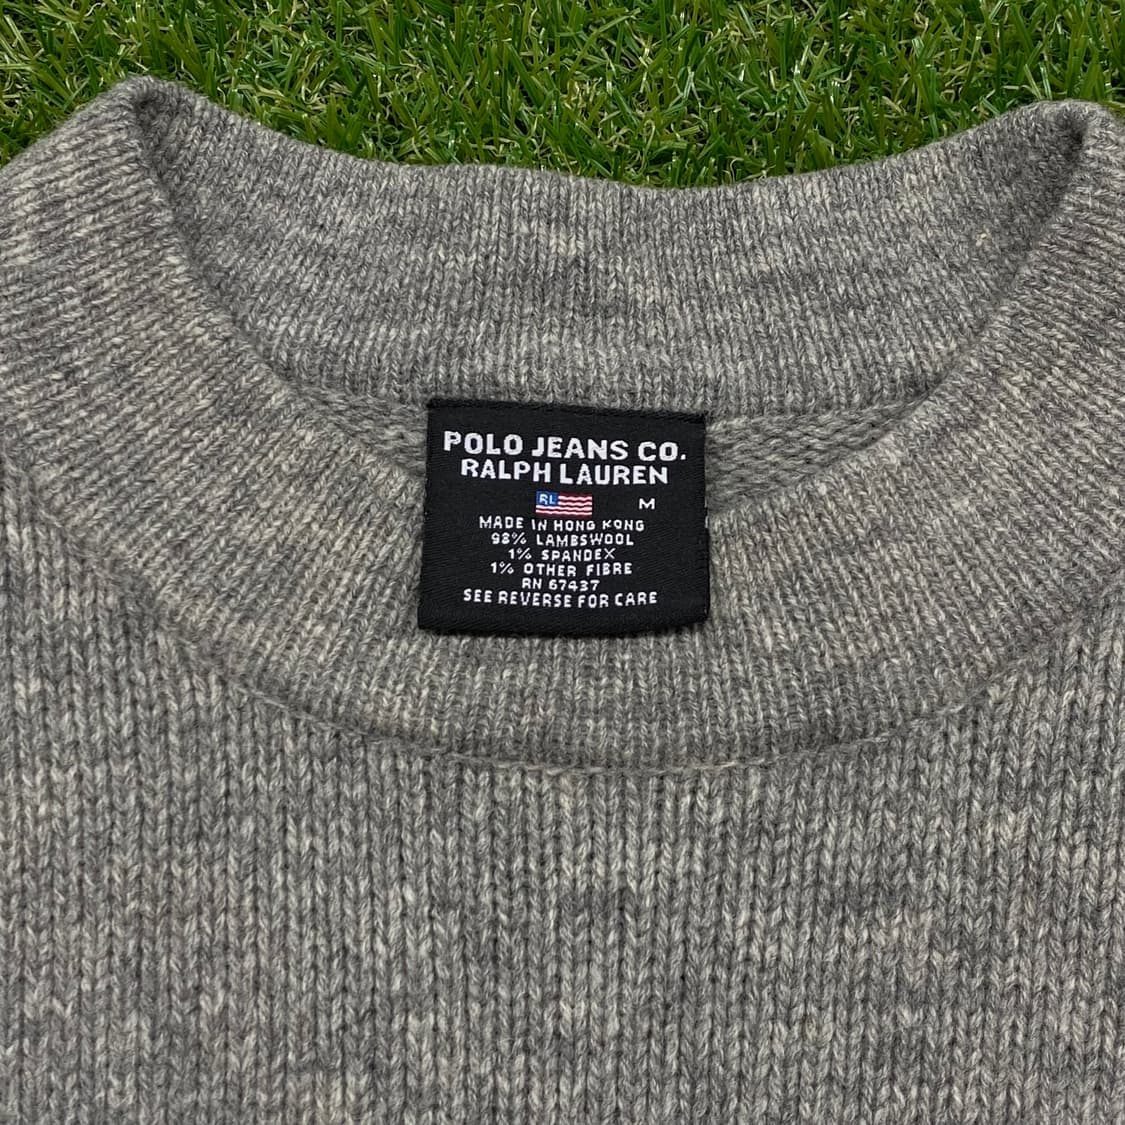 POLO JEANS CO.
RALPH LAUREN
RL M
MADE IN HONG KONG
98% LAMBSWOOL
1% SPANDEX
1% OTHER FIBRE
RN 67437
SEE REVERSE FOR CARE